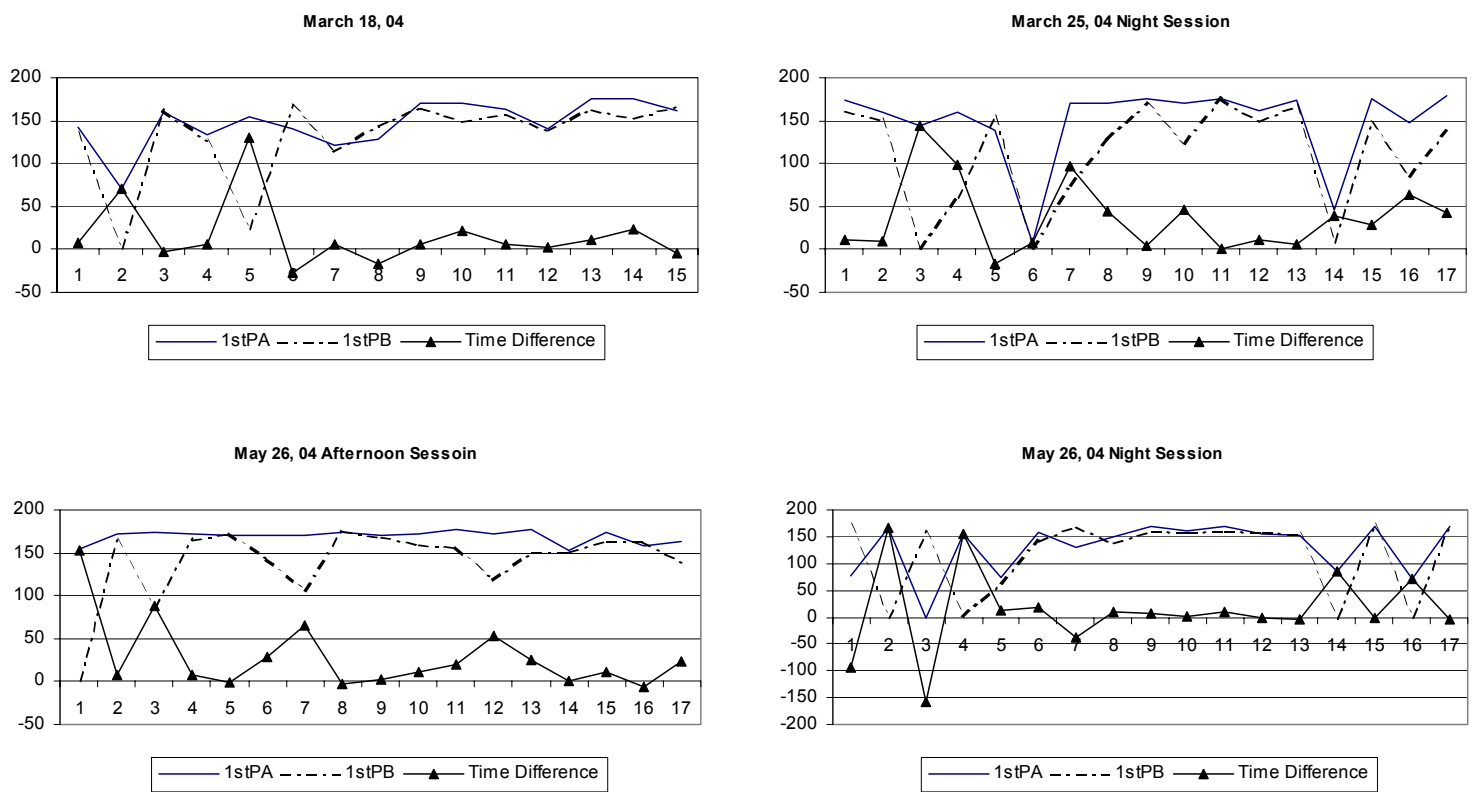 March 18, 04
200
150
100
50
0
-50
1 2 3 4 5 6 7 8 9 10 11 12 13 14 15
1stPA 1stPB Time Difference
March 25, 04 Night Session
200
150
100
50
0
-50
1 2 3 4 5 6 7 8 9 10 11 12 13 14 15 16 17
1stPA 1stPB Time Difference
May 26, 04 Afternoon Sessoin
200
150
100
50
0
-50
1 2 3 4 5 6 7 8 9 10 11 12 13 14 15 16 17
1stPA 1stPB Time Difference
May 26, 04 Night Session
200
150
100
50
0
-50
-100
-150
-200
1 2 3 4 5 6 7 8 9 10 11 12 13 14 15 16 17
1stPA 1stPB Time Difference